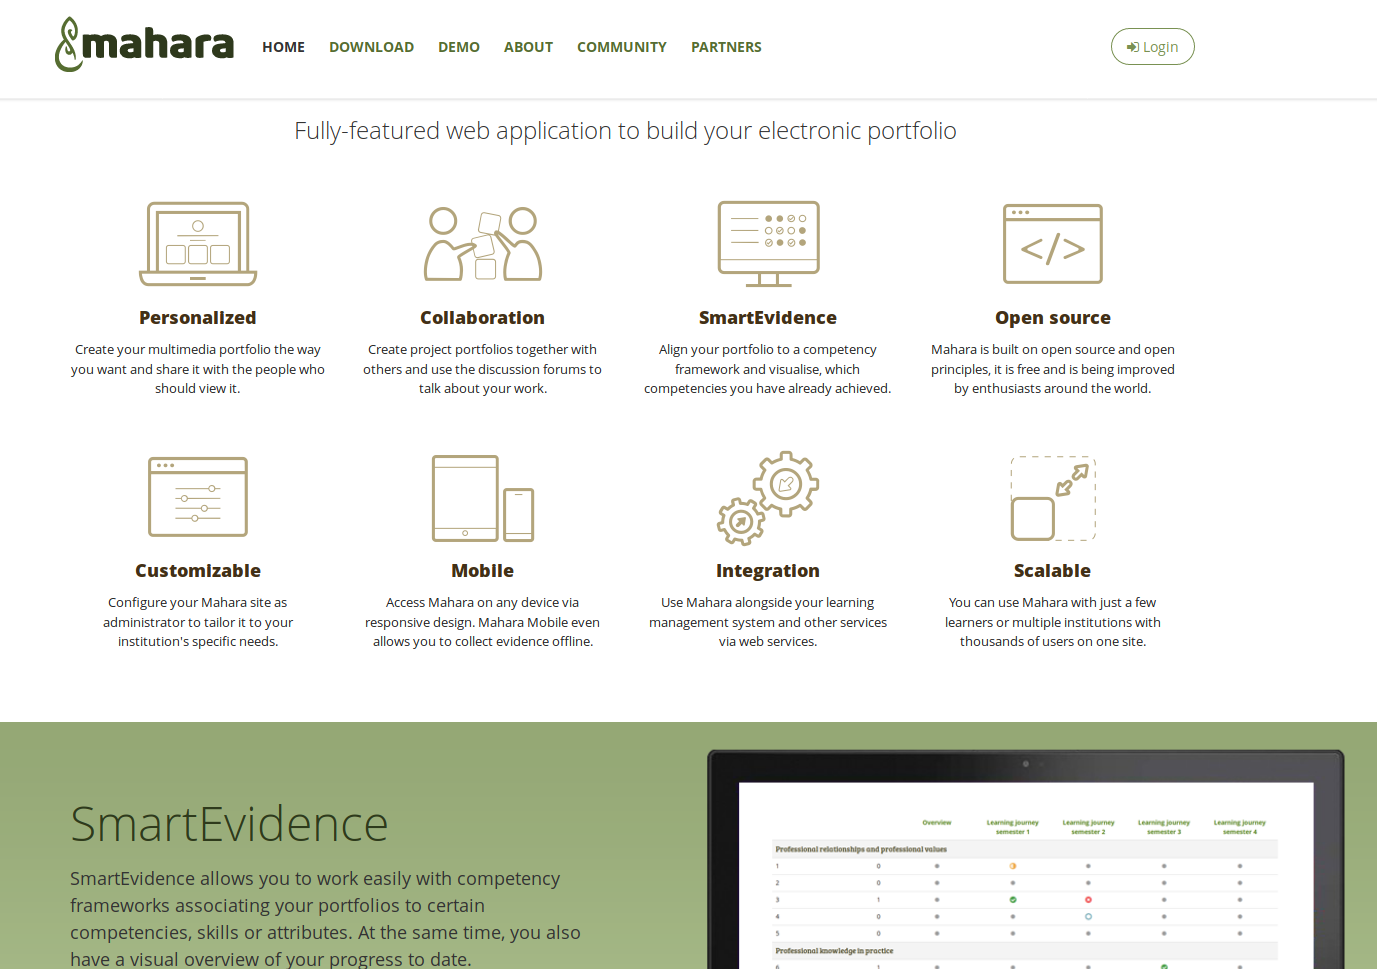 mahara
HOME DOWNLOAD DEMO ABOUT COMMUNITY PARTNERS
Login
Fully-featured web application to build your electronic portfolio
Personalized
Create your multimedia portfolio the way
you want and share it with the people who
should view it.
Collaboration
Create project portfolios together with
others and use the discussion forums to
talk about your work.
SmartEvidence
Align your portfolio to a competency
framework and visualise, which
competencies you have already achieved.
Open source
Mahara is built on open source and open
principles, it is free and is being improved
by enthusiasts around the world.
Customizable
Configure your Mahara site as
administrator to tailor it to your
institution's specific needs.
Mobile
Access Mahara on any device via
responsive design. Mahara Mobile even
allows you to collect evidence offline.
Integration
Use Mahara alongside your learning
management system and other services
via web services.
Scalable
You can use Mahara with just a few
learners or multiple institutions with
thousands of users on one site.
SmartEvidence
SmartEvidence allows you to work easily with competency
frameworks associating your portfolios to certain
competencies, skills or attributes. At the same time, you also
have a visual overview of your progress to date.
Overview
Learning journey
semester 1
Learning journey
semester 2
Learning journey
semester 3
Learning journey
semester 4
Professional relationships and professional values
1 0
2 0
3 1
4 0
5 0
Professional knowledge in practice